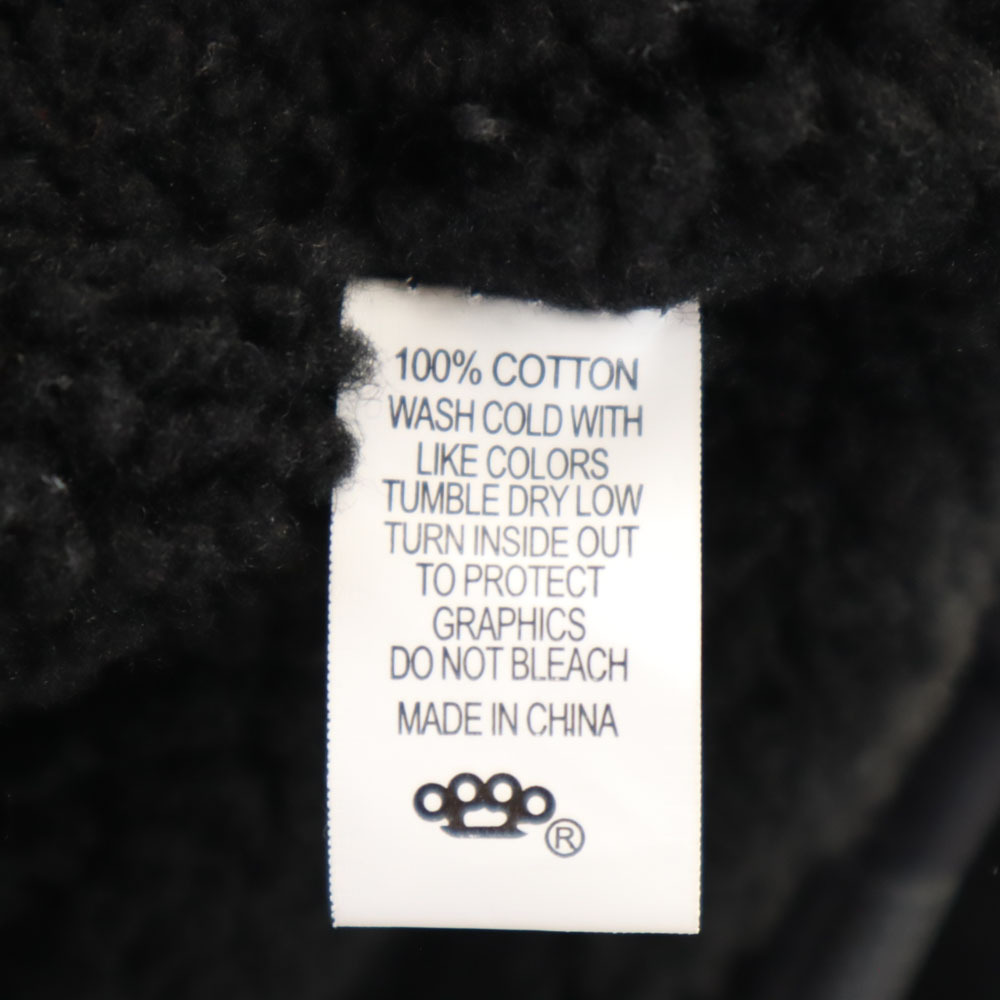 100% COTTON
WASH COLD WITH
LIKE COLORS
TUMBLE DRY LOW
TURN INSIDE OUT
TO PROTECT
GRAPHICS
DO NOT BLEACH
MADE IN CHINA
®